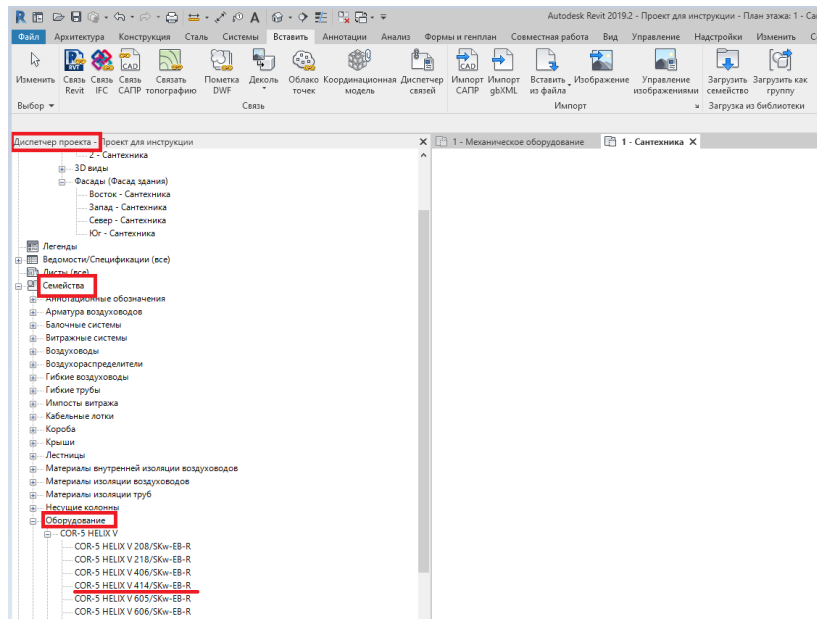 Autodesk Revit 2019.2 - Проект для инструкции - План этажа: 1 - Са
Файл Архитектура Конструкция Сталь Системы Вставить Аннотации Анализ Формы и генплан Совместная работа Вид Управление Надстройки Изменить
Изменить Связь Revit Связь IFC Связь САПР Связать топографию Пометка DWF Деколь Облако точек Координационная модель Диспетчер связей Импорт САПР Импорт gbXML Вставить из файла Изображение Управление изображениями Загрузить семейство Загрузить как группу
Выбор Связь Импорт Загрузка из библиотеки
Диспетчер проекта - Проект для инструкции
1 - Механическое оборудование 1 - Сантехника
2 - Сантехника
3D виды
Фасады (Фасад здания)
Восток - Сантехника
Запад - Сантехника
Север - Сантехника
Юг - Сантехника
Легенды
Ведомости/Спецификации (все)
Листы (все)
Семейства
Аннотационные обозначения
Арматура воздуховодов
Балочные системы
Витражные системы
Воздуховоды
Воздухораспределители
Гибкие воздуховоды
Гибкие трубы
Импосты витража
Кабельные лотки
Короба
Крыши
Лестницы
Материалы внутренней изоляции воздуховодов
Материалы изоляции воздуховодов
Материалы изоляции труб
Несущие колонны
Оборудование
COR-5 HELIX V
COR-5 HELIX V 208/SKw-EB-R
COR-5 HELIX V 218/SKw-EB-R
COR-5 HELIX V 406/SKw-EB-R
COR-5 HELIX V 414/SKw-EB-R
COR-5 HELIX V 605/SKw-EB-R
COR-5 HELIX V 606/SKw-EB-R